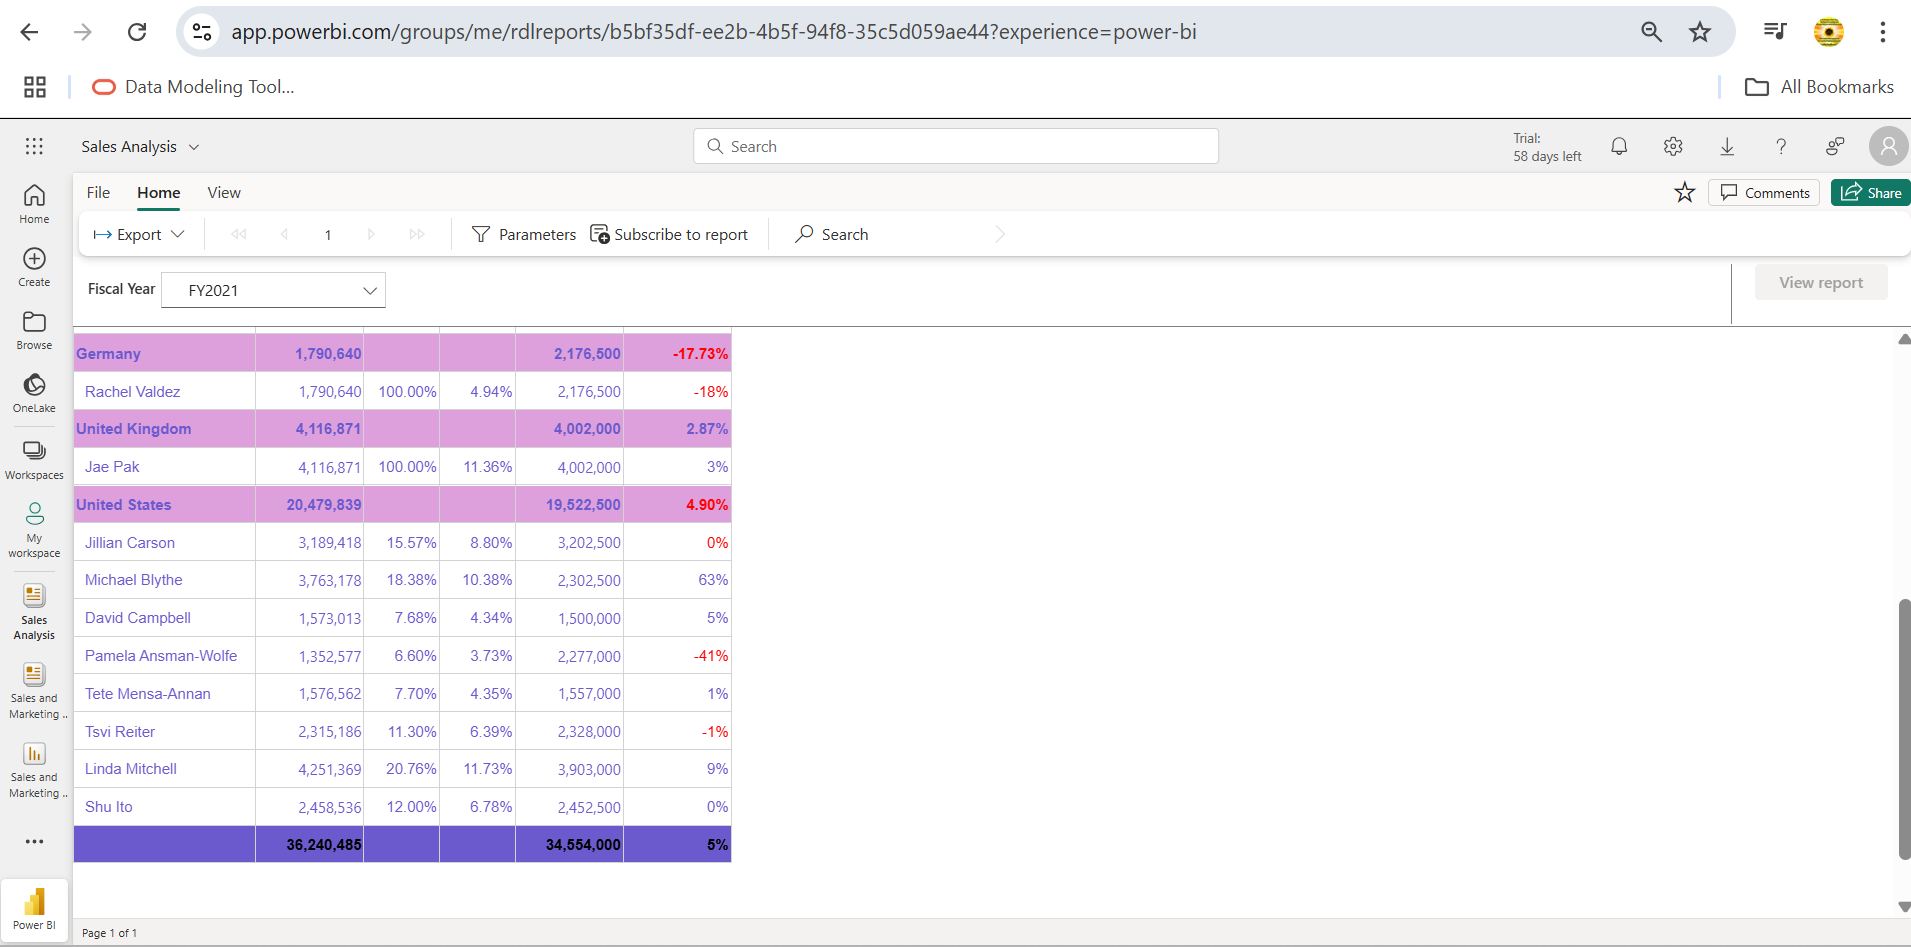 app.powerbi.com/groups/me/rdlreports/b5bf35df-ee2b-4b5f-94f8-35c5d059ae44?experience=power-bi
Data Modeling Tool...
All Bookmarks
Sales Analysis
Search
Trial:
58 days left
File Home View
Comments
Share
Export 1 Parameters Subscribe to report Search
Fiscal Year FY2021
View report
Home
Create
Browse
OneLake
Workspaces
My
workspace
Sales
Analysis
Sales and
Marketing ..
Sales and
Marketing ..
Power BI
Germany 1,790,640 2,176,500 -17.73%
Rachel Valdez 1,790,640 100.00% 4.94% 2,176,500 -18%
United Kingdom 4,116,871 4,002,000 2.87%
Jae Pak 4,116,871 100.00% 11.36% 4,002,000 3%
United States 20,479,839 19,522,500 4.90%
Jillian Carson 3,189,418 15.57% 8.80% 3,202,500 0%
Michael Blythe 3,763,178 18.38% 10.38% 2,302,500 63%
David Campbell 1,573,013 7.68% 4.34% 1,500,000 5%
Pamela Ansman-Wolfe 1,352,577 6.60% 3.73% 2,277,000 -41%
Tete Mensa-Annan 1,576,562 7.70% 4.35% 1,557,000 1%
Tsvi Reiter 2,315,186 11.30% 6.39% 2,328,000 -1%
Linda Mitchell 4,251,369 20.76% 11.73% 3,903,000 9%
Shu Ito 2,458,536 12.00% 6.78% 2,452,500 0%
36,240,485 34,554,000 5%
Page 1 of 1